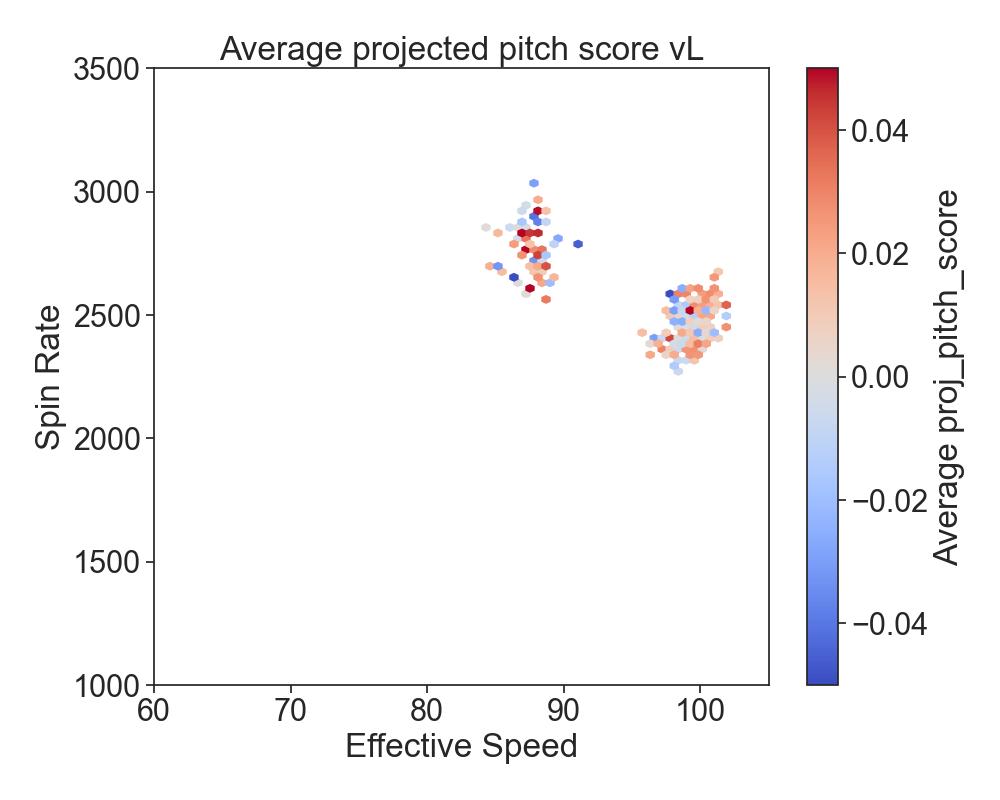 Average projected pitch score vL
3500
3000
2500
2000
1500
1000
Spin Rate
60 70 80 90 100
Effective Speed
0.04
0.02
0.00
−0.02
−0.04
Average proj_pitch_score